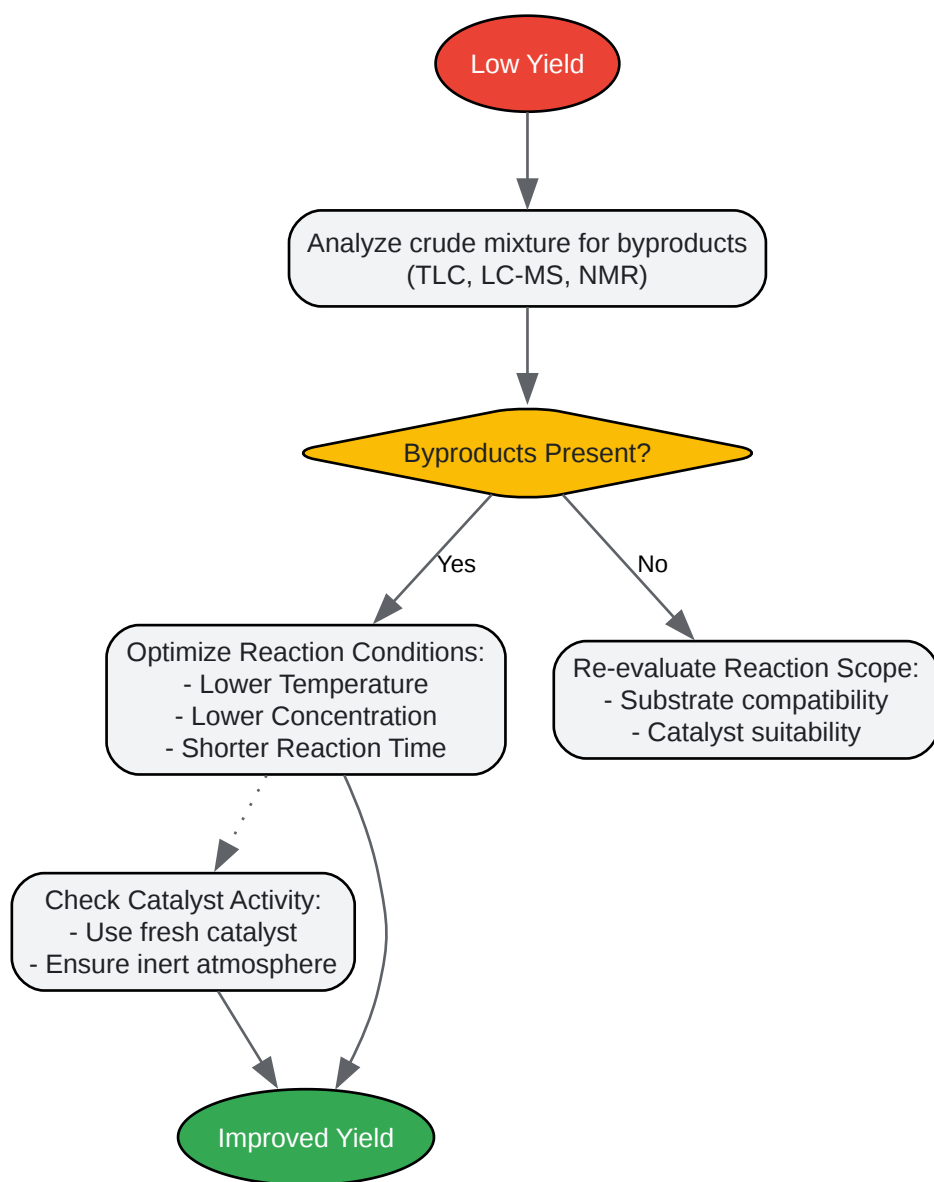 Low Yield
Analyze crude mixture for byproducts
(TLC, LC-MS, NMR)
Byproducts Present?
Yes
No
Optimize Reaction Conditions:
- Lower Temperature
- Lower Concentration
- Shorter Reaction Time
Re-evaluate Reaction Scope:
- Substrate compatibility
- Catalyst suitability
Check Catalyst Activity:
- Use fresh catalyst
- Ensure inert atmosphere
Improved Yield